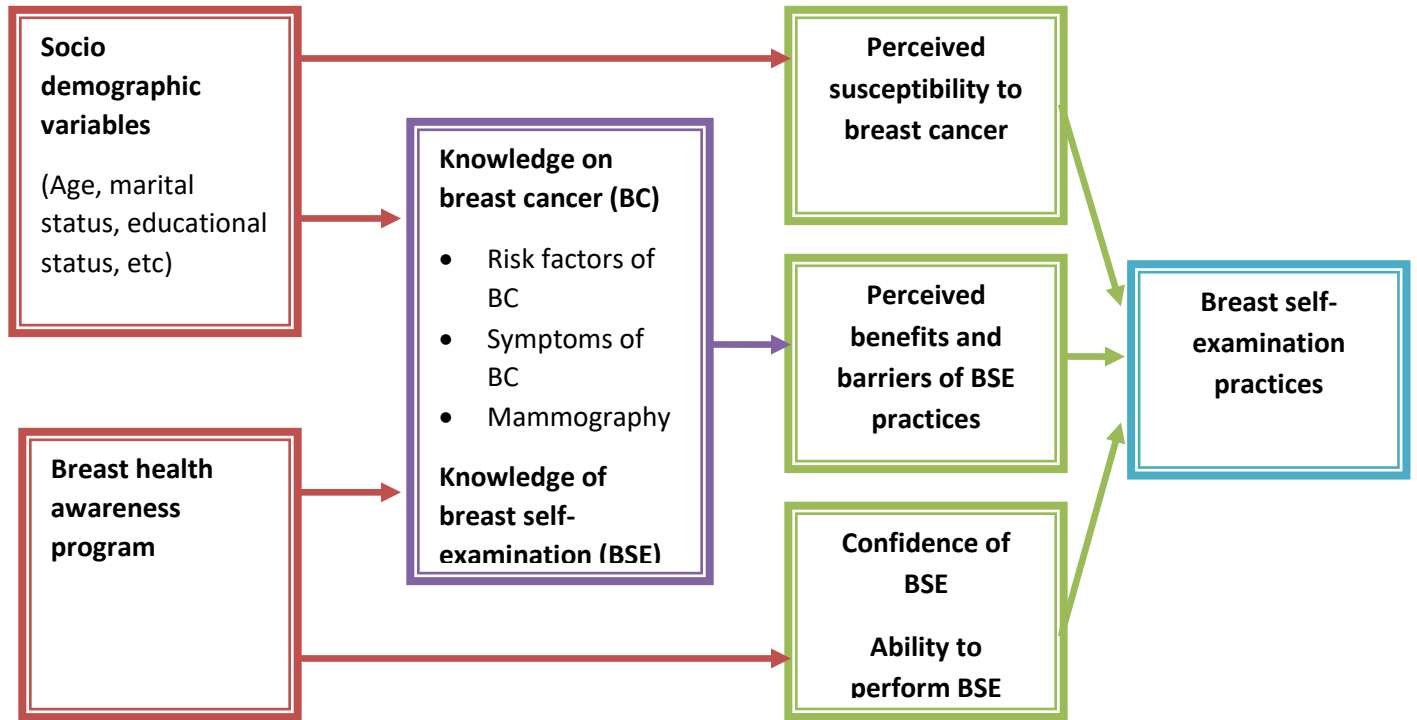 Socio
demographic
variables
(Age, marital
status, educational
status, etc)
Breast health
awareness
program
Knowledge on
breast cancer (BC)
• Risk factors of
BC
• Symptoms of
BC
• Mammography
Knowledge of
breast self-
examination (BSE)
Perceived
susceptibility to
breast cancer
Perceived
benefits and
barriers of BSE
practices
Confidence of
BSE
Ability to
perform BSE
Breast self-
examination
practices